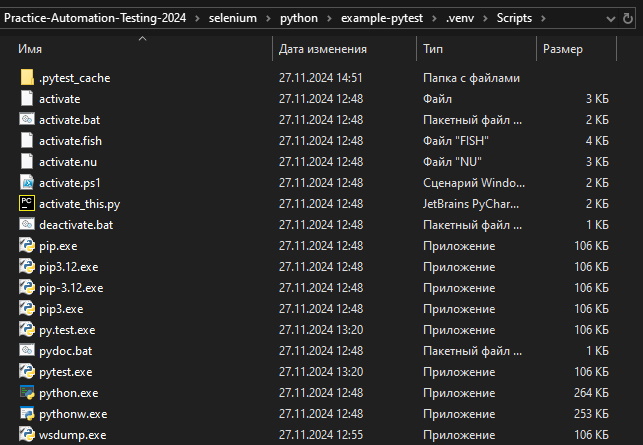 Practice-Automation-Testing-2024 > selenium > python > example-pytest > .venv > Scripts >
Имя Дата изменения Тип Размер
.pytest_cache 27.11.2024 14:51 Папка с файлами
activate 27.11.2024 12:48 Файл 3 КБ
activate.bat 27.11.2024 12:48 Пакетный файл ... 2 КБ
activate.fish 27.11.2024 12:48 Файл "FISH" 4 КБ
activate.nu 27.11.2024 12:48 Файл "NU" 3 КБ
activate.ps1 27.11.2024 12:48 Сценарий Windo... 2 КБ
activate_this.py 27.11.2024 12:48 JetBrains PyChar... 2 КБ
deactivate.bat 27.11.2024 12:48 Пакетный файл ... 1 КБ
pip.exe 27.11.2024 12:48 Приложение 106 КБ
pip3.12.exe 27.11.2024 12:48 Приложение 106 КБ
pip-3.12.exe 27.11.2024 12:48 Приложение 106 КБ
pip3.exe 27.11.2024 12:48 Приложение 106 КБ
py.test.exe 27.11.2024 13:20 Приложение 106 КБ
pydoc.bat 27.11.2024 12:48 Пакетный файл ... 1 КБ
pytest.exe 27.11.2024 13:20 Приложение 106 КБ
python.exe 27.11.2024 12:48 Приложение 264 КБ
pythonw.exe 27.11.2024 12:48 Приложение 253 КБ
wsdump.exe 27.11.2024 12:55 Приложение 106 КБ